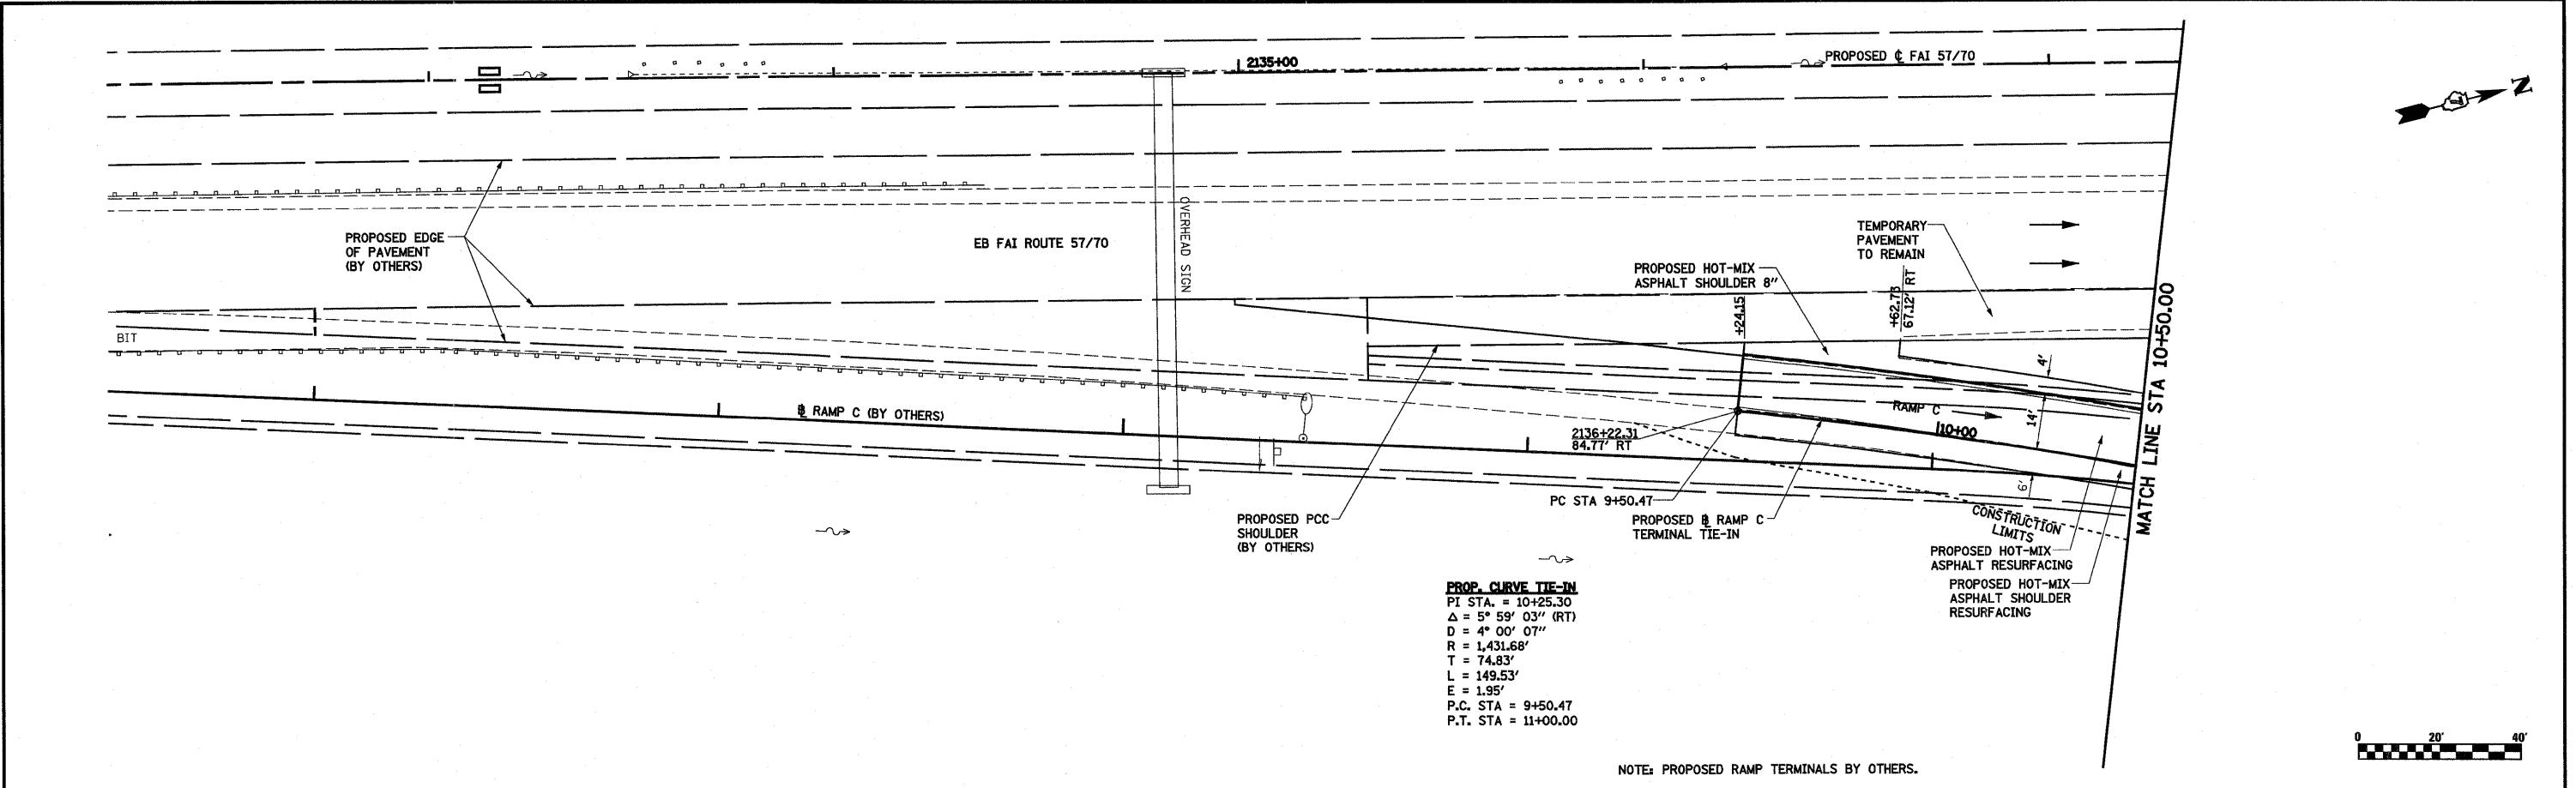 2135+00
PROPOSED ℄ FAI 57/70
N
PROPOSED EDGE
OF PAVEMENT
(BY OTHERS)
EB FAI ROUTE 57/70
OVERHEAD SIGN
TEMPORARY
PAVEMENT
TO REMAIN
PROPOSED HOT-MIX
ASPHALT SHOULDER 8"
+24.15
+62.73
67.12' RT
BIT
4'
14'
6'
RAMP C
10+00
MATCH LINE STA 10+50.00
℄ RAMP C (BY OTHERS)
2136+22.31
84.77' RT
PC STA 9+50.47
PROPOSED PCC
SHOULDER
(BY OTHERS)
PROPOSED ℄ RAMP C
TERMINAL TIE-IN
CONSTRUCTION
LIMITS
PROPOSED HOT-MIX
ASPHALT RESURFACING
PROPOSED HOT-MIX
ASPHALT SHOULDER
RESURFACING
PROP. CURVE TIE-IN
PI STA. = 10+25.30
Δ = 5° 59' 03" (RT)
D = 4° 00' 07"
R = 1,431.68'
T = 74.83'
L = 149.53'
E = 1.95'
P.C. STA = 9+50.47
P.T. STA = 11+00.00
0 20' 40'
NOTE: PROPOSED RAMP TERMINALS BY OTHERS.